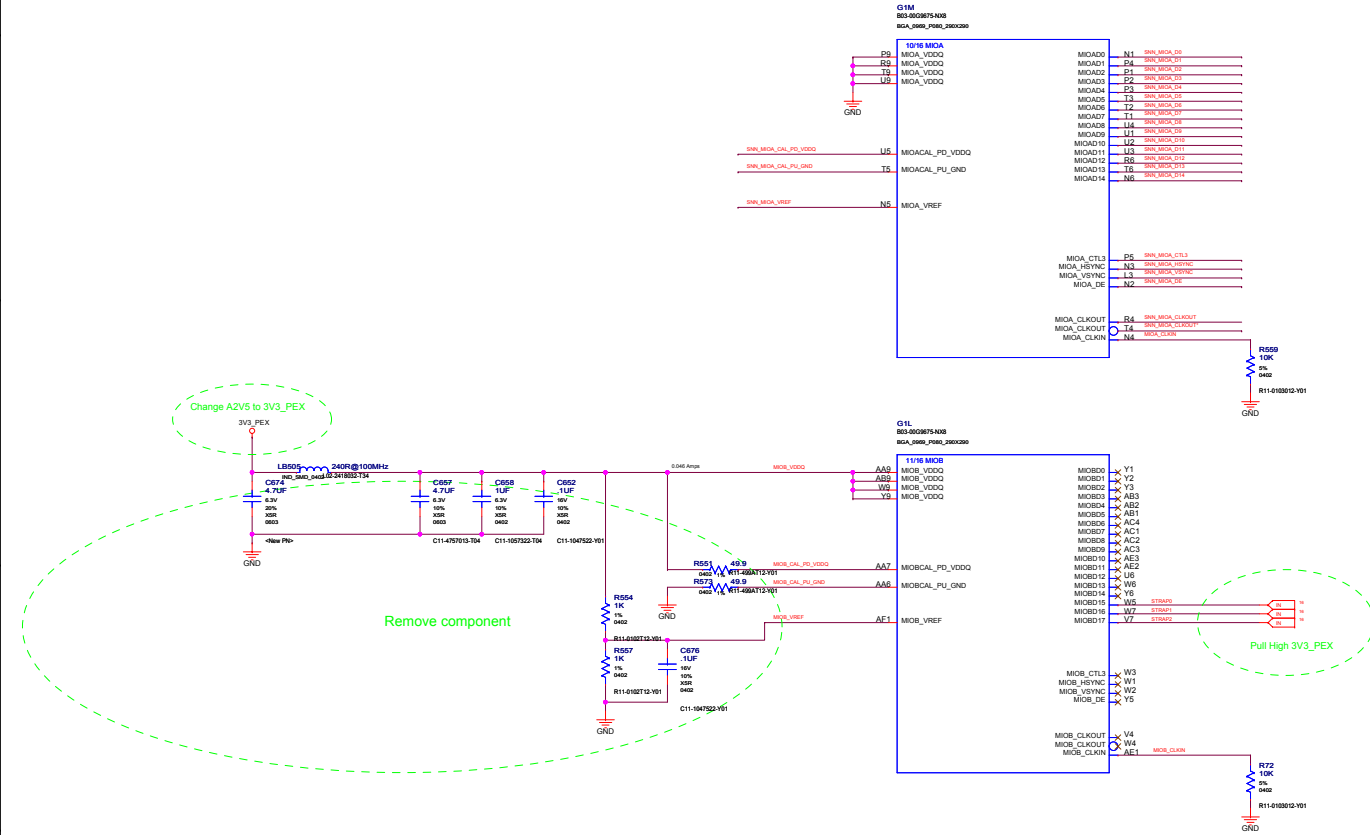 G1M
B03-00G9875-NX8
BGA_0969_P080_290X290
10/16 MIOA
P9 MIOA_VDDQ
R9 MIOA_VDDQ
T9 MIOA_VDDQ
U9 MIOA_VDDQ
GND
SNN_MIOA_CAL_PD_VDDQ U5 MIOACAL_PD_VDDQ
SNN_MIOA_CAL_PU_GND T5 MIOACAL_PU_GND
SNN_MIOA_VREF N5 MIOA_VREF
MIOAD0 N1 SNN_MIOA_D0
MIOAD1 P4 SNN_MIOA_D1
MIOAD2 P1 SNN_MIOA_D2
MIOAD3 P2 SNN_MIOA_D3
MIOAD4 P3 SNN_MIOA_D4
MIOAD5 T3 SNN_MIOA_D5
MIOAD6 T2 SNN_MIOA_D6
MIOAD7 T1 SNN_MIOA_D7
MIOAD8 U4 SNN_MIOA_D8
MIOAD9 U1 SNN_MIOA_D9
MIOAD10 U2 SNN_MIOA_D10
MIOAD11 U3 SNN_MIOA_D11
MIOAD12 R6 SNN_MIOA_D12
MIOAD13 T6 SNN_MIOA_D13
MIOAD14 N6 SNN_MIOA_D14
MIOA_CTL3 P5 SNN_MIOA_CTL3
MIOA_HSYNC N3 SNN_MIOA_HSYNC
MIOA_VSYNC L3 SNN_MIOA_VSYNC
MIOA_DE N2 SNN_MIOA_DE
MIOA_CLKOUT R4 SNN_MIOA_CLKOUT
MIOA_CLKOUT T4 SNN_MIOA_CLKOUT*
MIOA_CLKIN N4 MIOA_CLKIN
R559
10K
5%
0402
R11-0103012-Y01
GND
Change A2V5 to 3V3_PEX
3V3_PEX
LB505 240R@100MHz
IND_SMD_0402 L02-2418032-T34
C674
4.7UF
6.3V
20%
X5R
0603
<New PN>
GND
C657
4.7UF
6.3V
10%
X5R
0603
C11-4757013-T04
C658
1UF
6.3V
10%
X5R
0402
C11-1057322-T04
C652
.1UF
16V
10%
X5R
0402
C11-1047522-Y01
0.046 Amps
MIOB_VDDQ
R551 49.9
0402 1% R11-499AT12-Y01
MIOB_CAL_PD_VDDQ
R573 49.9
0402 1% R11-499AT12-Y01
MIOB_CAL_PU_GND
GND
MIOB_VREF
R554
1K
1%
0402
R11-0102T12-Y01
R557
1K
1%
0402
R11-0102T12-Y01
C676
.1UF
16V
10%
X5R
0402
C11-1047522-Y01
GND
Remove component
G1L
B03-00G9875-NX8
BGA_0969_P080_290X290
11/16 MIOB
AA9 MIOB_VDDQ
AB9 MIOB_VDDQ
W9 MIOB_VDDQ
Y9 MIOB_VDDQ
AA7 MIOBCAL_PD_VDDQ
AA6 MIOBCAL_PU_GND
AF1 MIOB_VREF
MIOBD0 Y1
MIOBD1 Y2
MIOBD2 Y3
MIOBD3 AB3
MIOBD4 AB2
MIOBD5 AB1
MIOBD6 AC4
MIOBD7 AC1
MIOBD8 AC2
MIOBD9 AC3
MIOBD10 AE3
MIOBD11 AE2
MIOBD12 U6
MIOBD13 W6
MIOBD14 Y6
MIOBD15 W5 STRAP0 IN
MIOBD16 W7 STRAP1 IN
MIOBD17 V7 STRAP2 IN
Pull High 3V3_PEX
MIOB_CTL3 W3
MIOB_HSYNC W1
MIOB_VSYNC W2
MIOB_DE Y5
MIOB_CLKOUT V4
MIOB_CLKOUT W4
MIOB_CLKIN AE1 MIOB_CLKIN
R72
10K
5%
0402
R11-0103012-Y01
GND